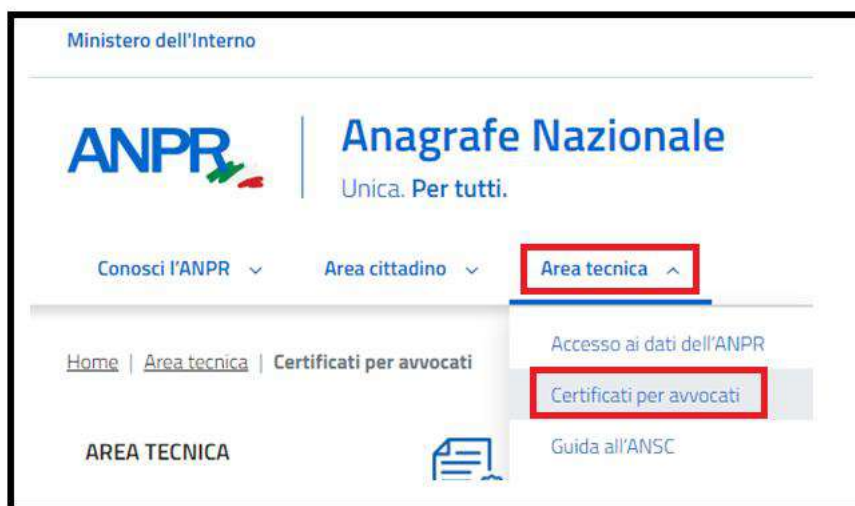 Ministero dell'Interno
ANPR
Anagrafe Nazionale
Unica. Per tutti.
Conosci l'ANPR Area cittadino Area tecnica
Accesso ai dati dell'ANPR
Home | Area tecnica | Certificati per avvocati
Certificati per avvocati
AREA TECNICA
Guida all'ANSC